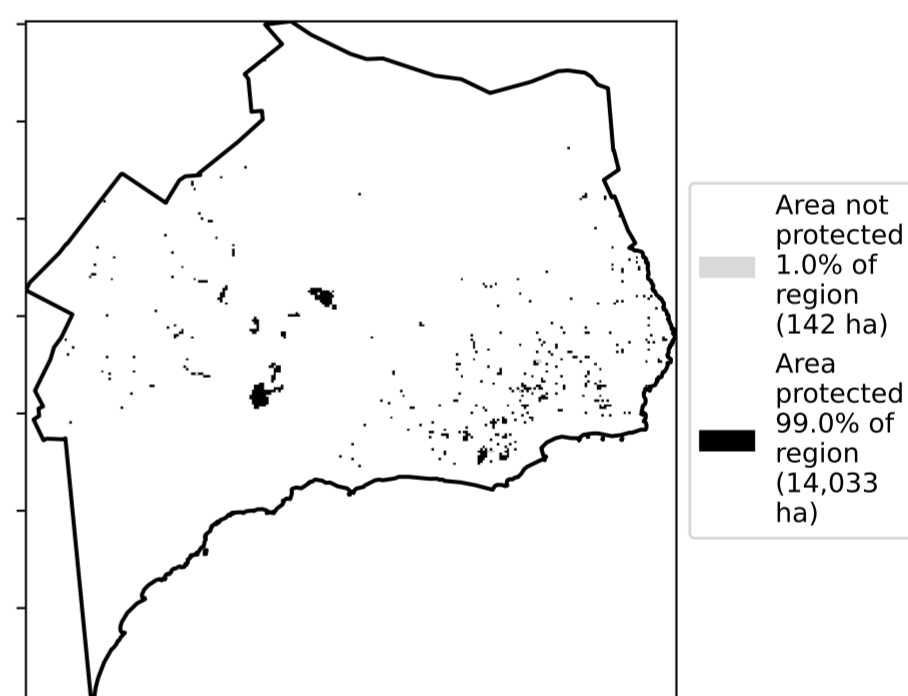 Area not
protected
1.0% of
region
(142 ha)
Area
protected
99.0% of
region
(14,033
ha)